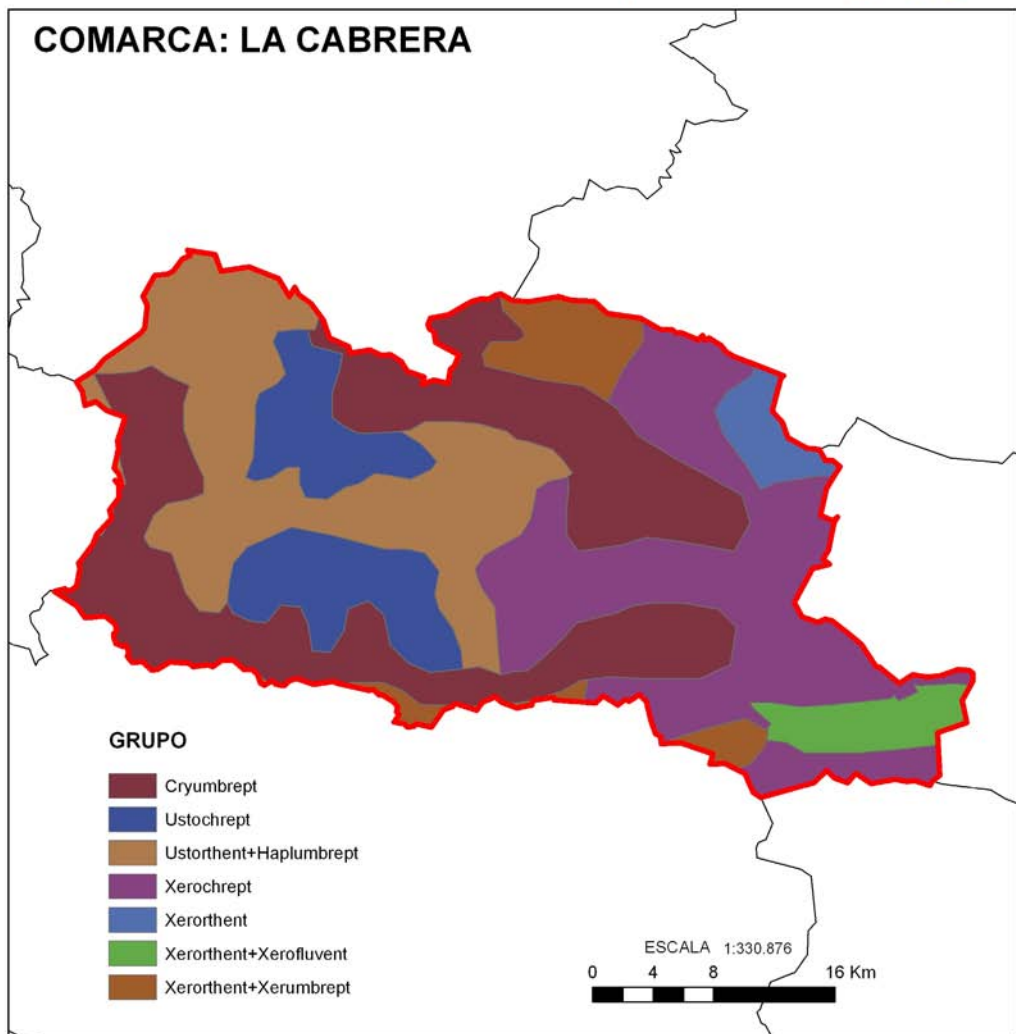 COMARCA: LA CABRERA
GRUPO
Cryumbrept
Ustochrept
Ustorthent+Haplumbrept
Xerochrept
Xerorthent
Xerorthent+Xerofluvent
Xerorthent+Xerumbrept
ESCALA 1:330.876
0 4 8 16 Km